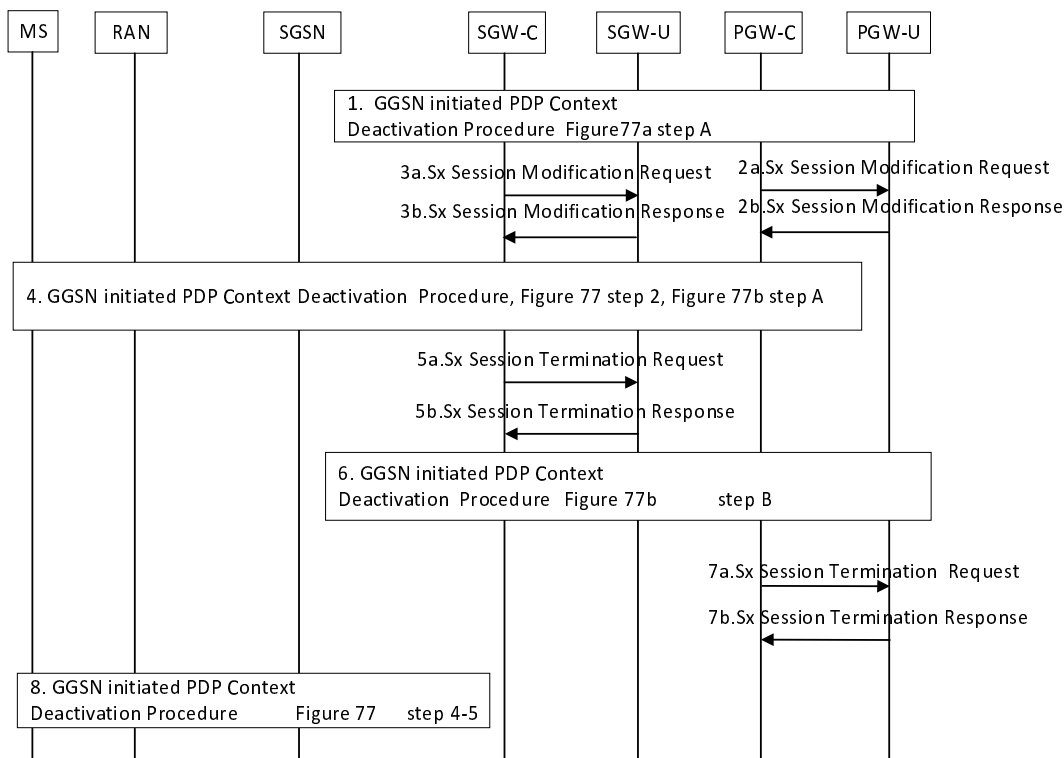 MS
RAN
SGSN
SGW-C
SGW-U
PGW-C
PGW-U
1. GGSN initiated PDP Context
Deactivation Procedure Figure77a step A
3a.Sx Session Modification Request
2a.Sx Session Modification Request
3b.Sx Session Modification Response
2b.Sx Session Modification Response
4. GGSN initiated PDP Context Deactivation Procedure, Figure 77 step 2, Figure 77b step A
5a.Sx Session Termination Request
5b.Sx Session Termination Response
6. GGSN initiated PDP Context
Deactivation Procedure Figure 77b step B
7a.Sx Session Termination Request
7b.Sx Session Termination Response
8. GGSN initiated PDP Context
Deactivation Procedure Figure 77 step 4-5